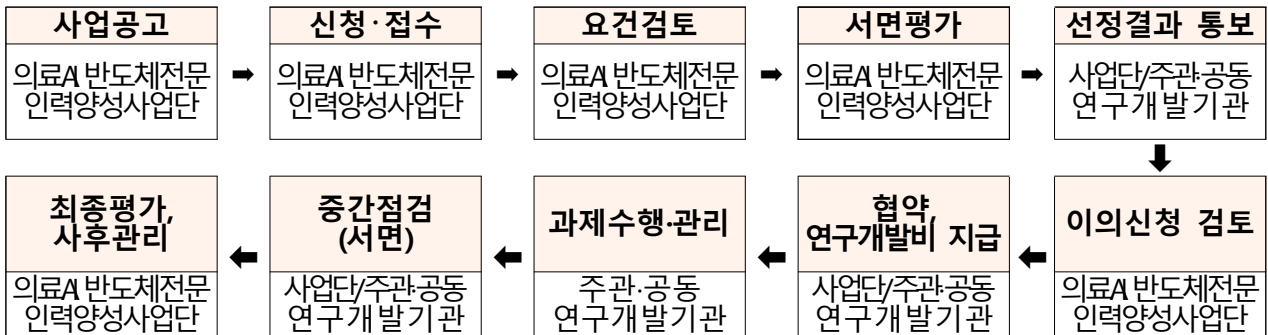 사업공고
의료AI 반도체전문
인력양성사업단
신청·접수
의료AI 반도체전문
인력양성사업단
요건검토
의료AI 반도체전문
인력양성사업단
서면평가
의료AI 반도체전문
인력양성사업단
선정결과 통보
사업단/주관·공동
연구개발기관
이의신청 검토
의료AI 반도체전문
인력양성사업단
협약,
연구개발비 지급
사업단/주관·공동
연구개발기관
과제수행·관리
주관·공동
연구개발기관
중간점검
(서면)
사업단/주관·공동
연구개발기관
최종평가,
사후관리
의료AI 반도체전문
인력양성사업단